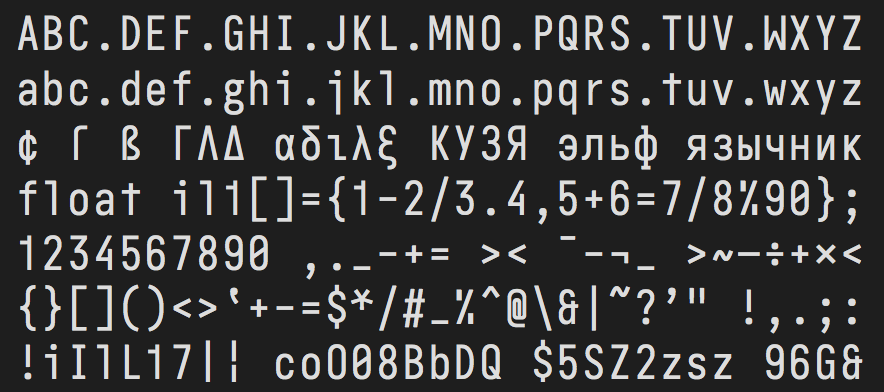 ABC.DEF.GHI.JKL.MNO.PQRS.TUV.WXYZ
abc.def.ghi.jkl.mno.pqrs.tuv.wxyz
¢ ſ ß ΓΛΔ αδιλξ КУЗЯ эльф язычник
float il1[]={1-2/3.4,5+6=7/8%90};
1234567890 ,._-+= >< ¯-¬_ >~–÷+×<
{}[]()<>`+-=$*/#_%^@\&|~?'" !,.;:
!iIlL17|¦ coO08BbDQ $5SZ2zsz 96G&